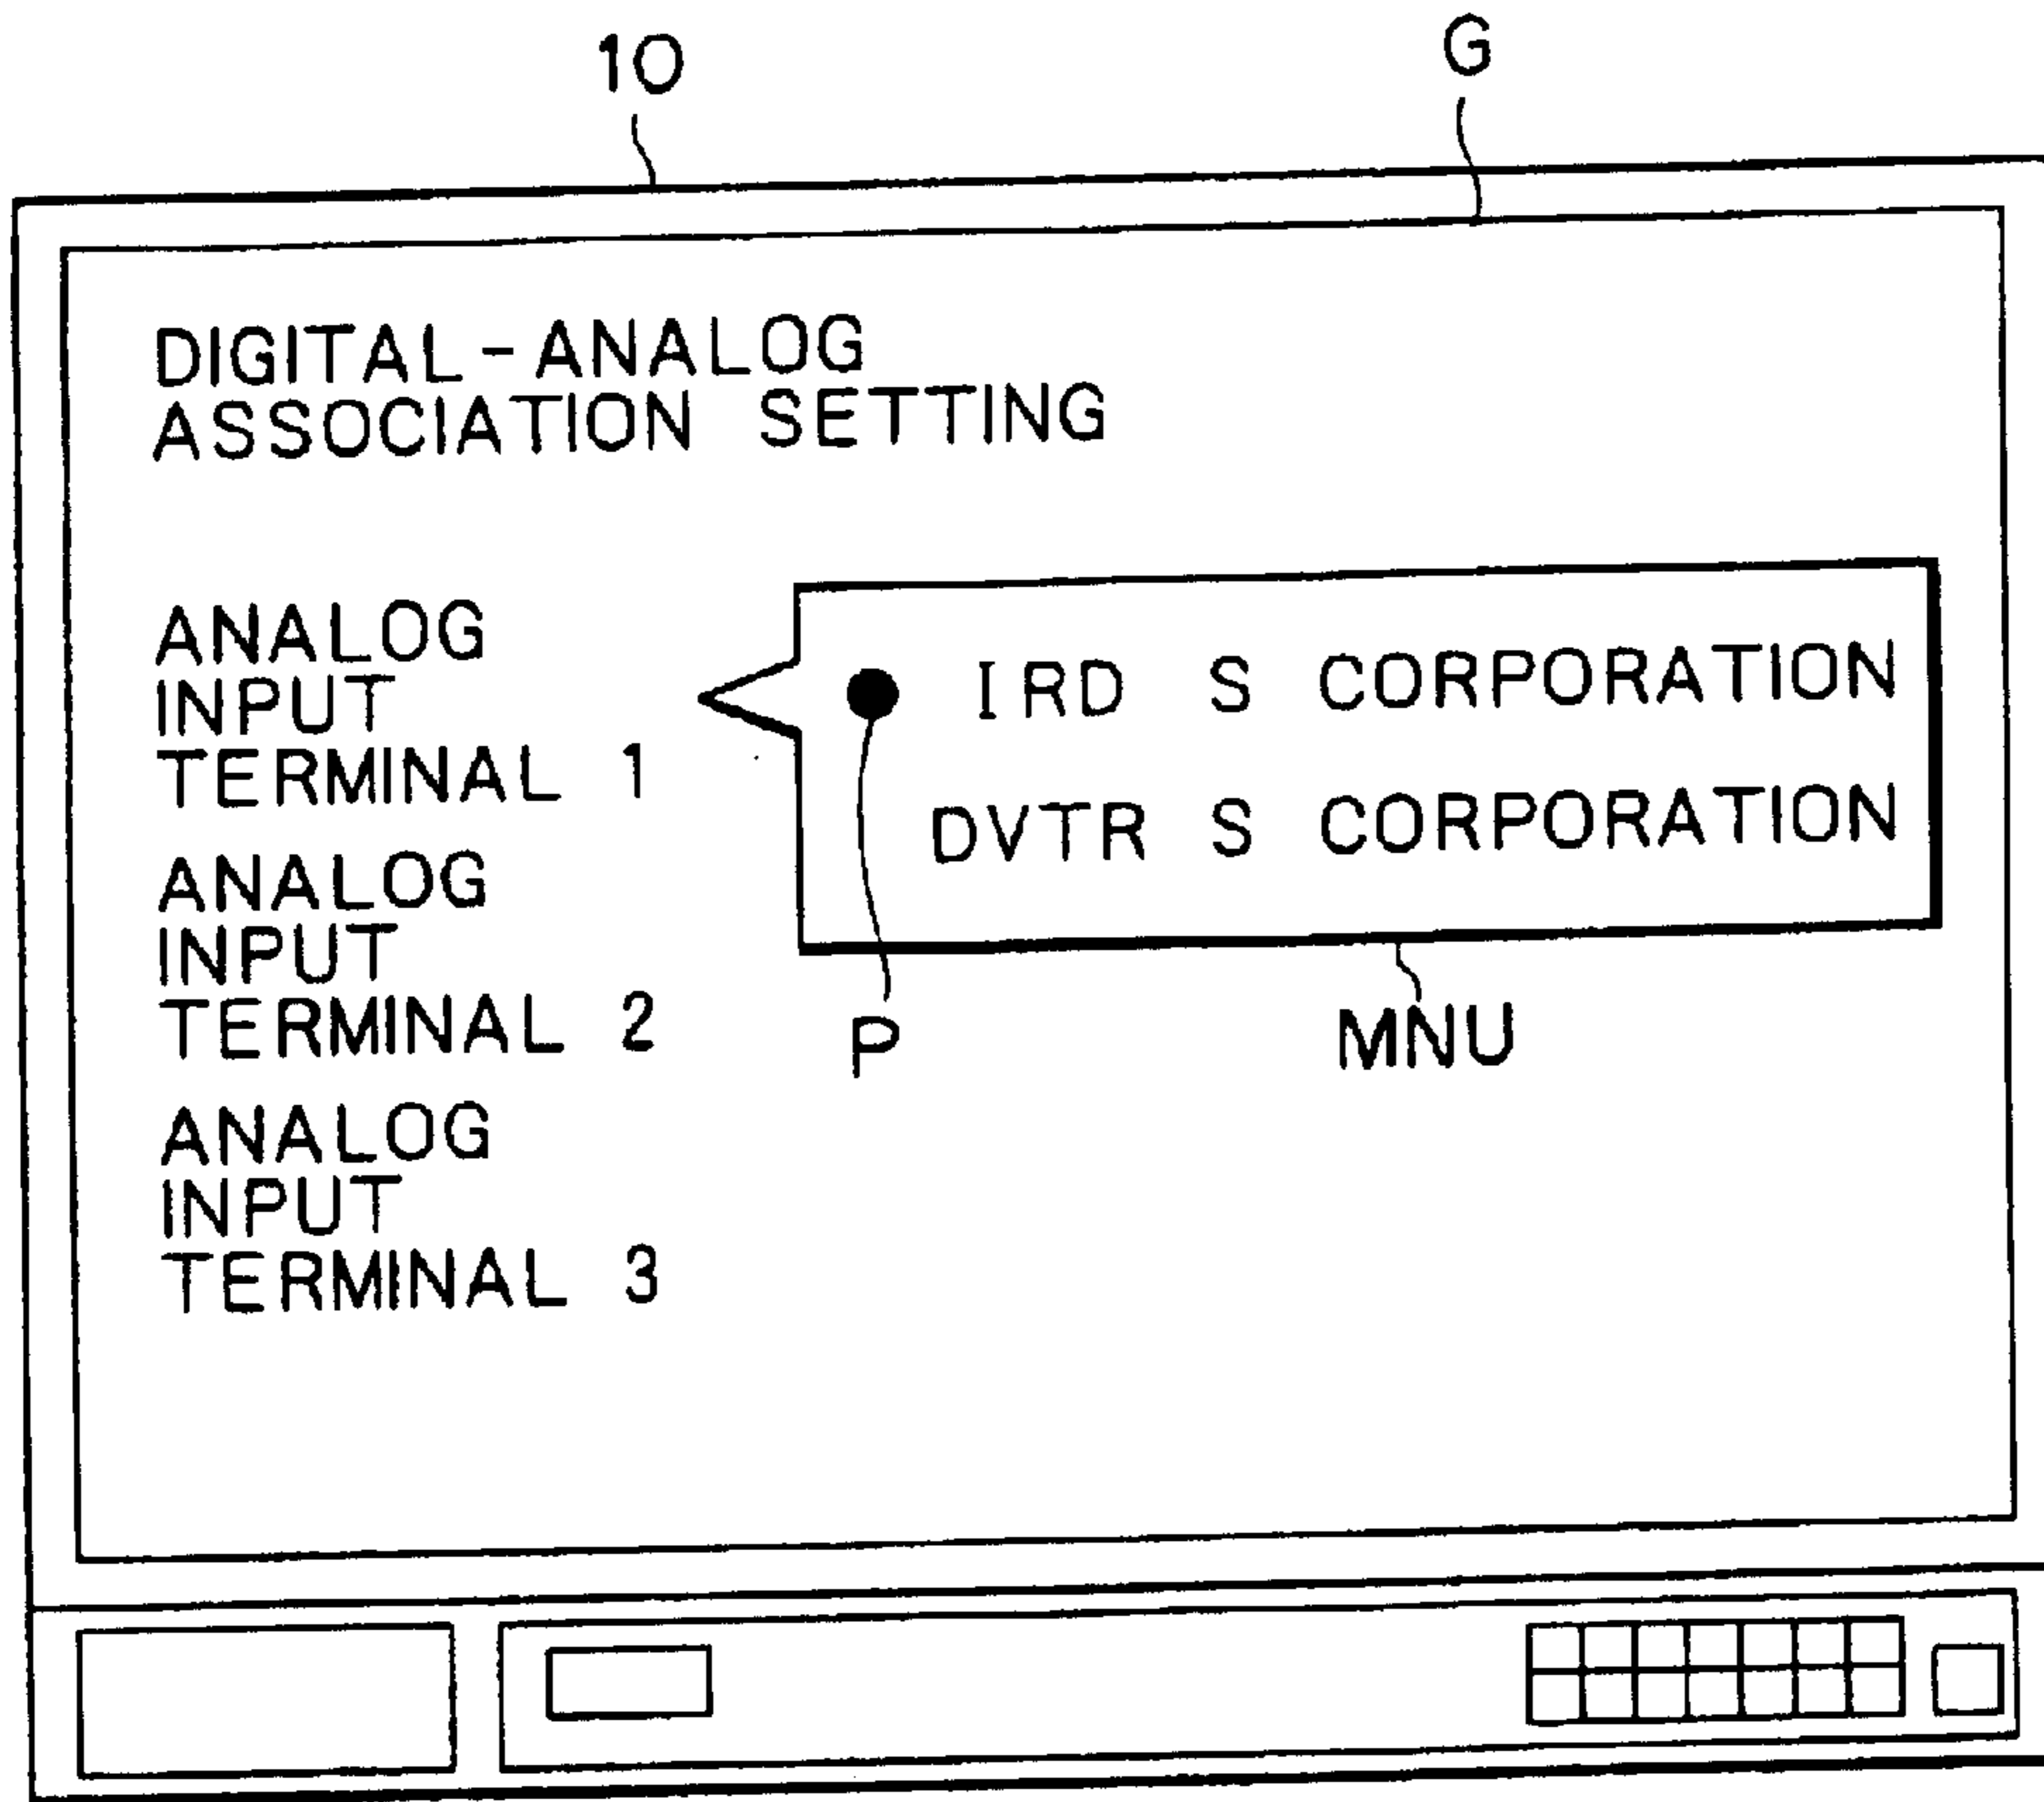 10
G
DIGITAL-ANALOG
ASSOCIATION SETTING
ANALOG
INPUT
TERMINAL 1
IRD S CORPORATION
DVTR S CORPORATION
ANALOG
INPUT
TERMINAL 2
P
MNU
ANALOG
INPUT
TERMINAL 3